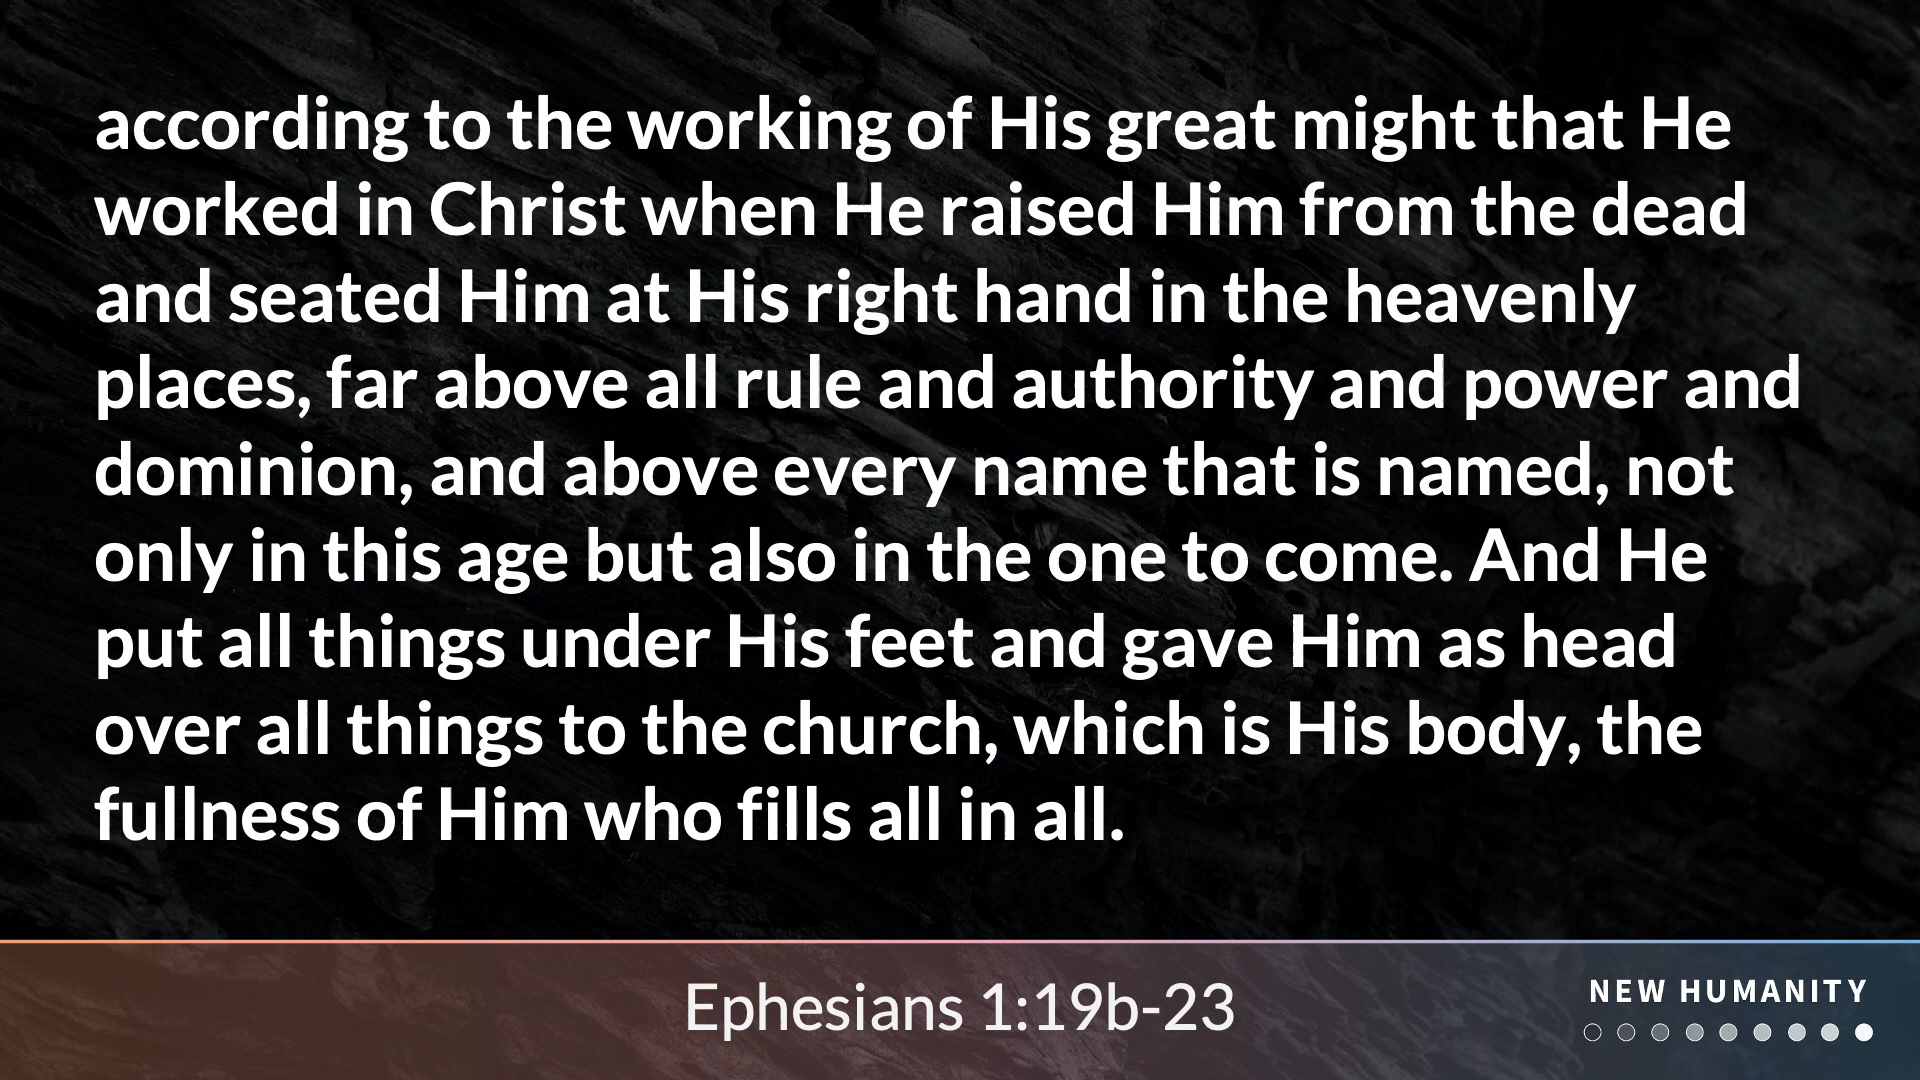 according to the working of His great might that He
worked in Christ when He raised Him from the dead
and seated Him at His right hand in the heavenly
places, far above all rule and authority and power and
dominion, and above every name that is named, not
only in this age but also in the one to come. And He
put all things under His feet and gave Him as head
over all things to the church, which is His body, the
fullness of Him who fills all in all.
Ephesians 1:19b-23
NEW HUMANITY